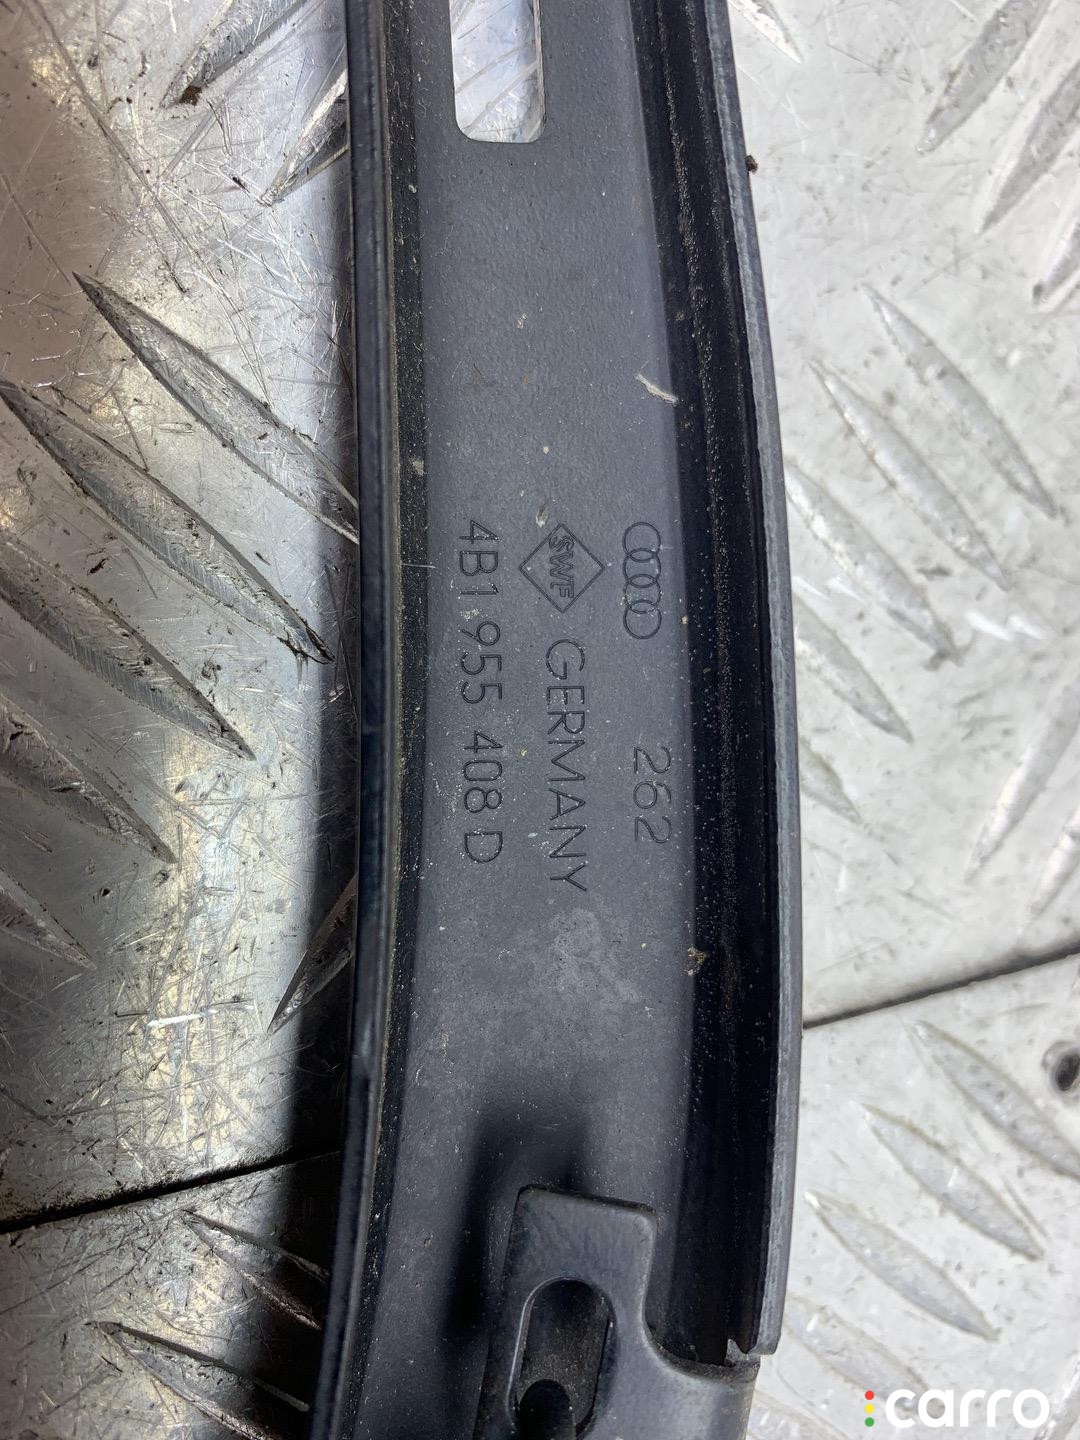 262
SWF GERMANY
4B1 955 408 D
carro